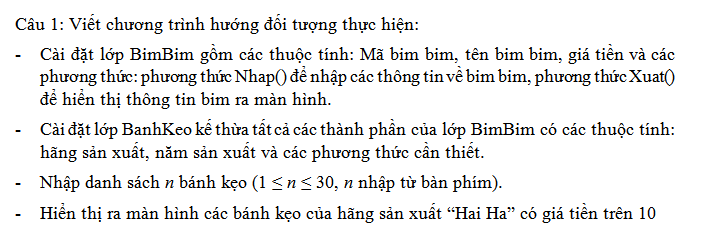 Câu 1: Viết chương trình hướng đối tượng thực hiện:
- Cài đặt lớp BimBim gồm các thuộc tính: Mã bim bim, tên bim bim, giá tiền và các
phương thức: phương thức Nhap() để nhập các thông tin về bim bim, phương thức Xuat()
để hiển thị thông tin bim ra màn hình.
- Cài đặt lớp BanhKeo kế thừa tất cả các thành phần của lớp BimBim có các thuộc tính:
hãng sản xuất, năm sản xuất và các phương thức cần thiết.
- Nhập danh sách n bánh kẹo (1 ≤ n ≤ 30, n nhập từ bàn phím).
- Hiển thị ra màn hình các bánh kẹo của hãng sản xuất “Hai Ha” có giá tiền trên 10